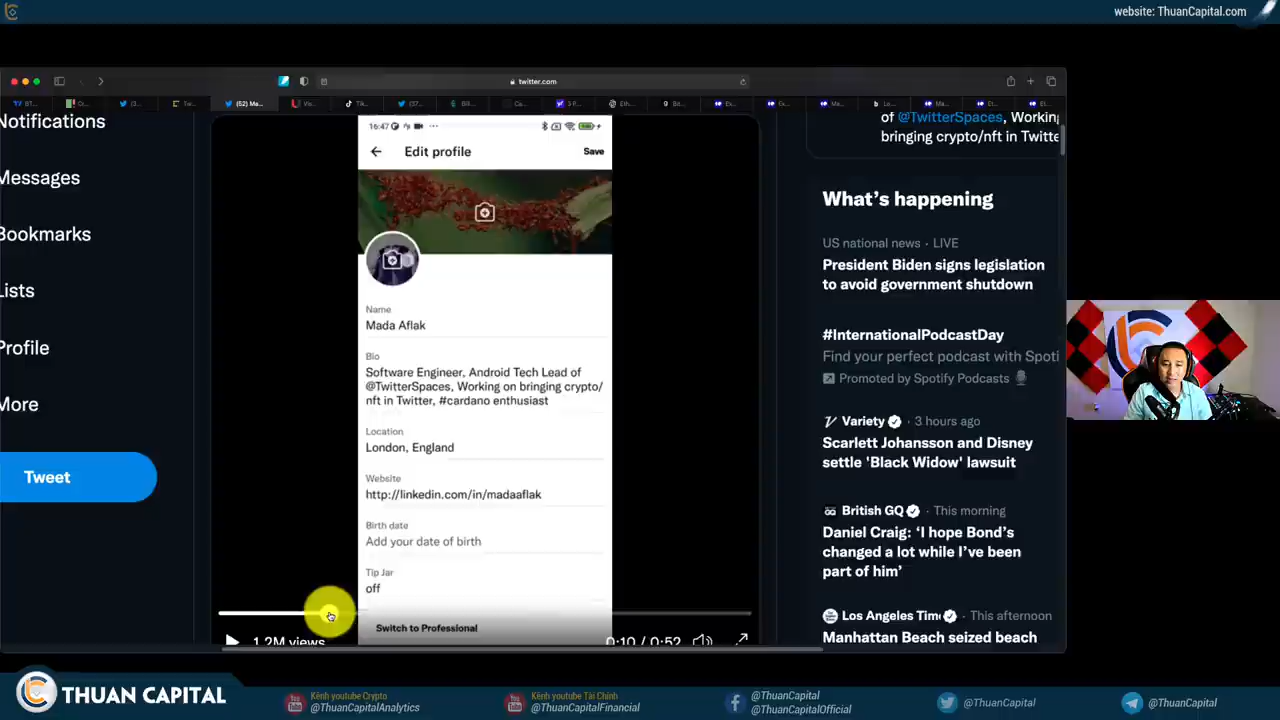 website: ThuanCapital.com
twitter.com
Notifications
Messages
Bookmarks
Lists
Profile
More
Tweet
16:47
Edit profile
Save
Name
Mada Aflak
Bio
Software Engineer, Android Tech Lead of
@TwitterSpaces, Working on bringing crypto/
nft in Twitter, #cardano enthusiast
Location
London, England
Website
http://linkedin.com/in/madaaflak
Birth date
Add your date of birth
Tip Jar
off
Switch to Professional
1.2M views
0:10 / 0:52
of @TwitterSpaces, Working
bringing crypto/nft in Twitte
What's happening
US national news · LIVE
President Biden signs legislation
to avoid government shutdown
#InternationalPodcastDay
Find your perfect podcast with Spoti
Promoted by Spotify Podcasts
Variety · 3 hours ago
Scarlett Johansson and Disney
settle 'Black Widow' lawsuit
British GQ · This morning
Daniel Craig: 'I hope Bond's
changed a lot while I've been
part of him'
Los Angeles Time · This afternoon
Manhattan Beach seized beach
THUAN CAPITAL
Kênh youtube Crypto
@ThuanCapitalAnalytics
Kênh youtube Tài Chính
@ThuanCapitalFinancial
@ThuanCapital
@ThuanCapitalOfficial
@ThuanCapital
@ThuanCapital